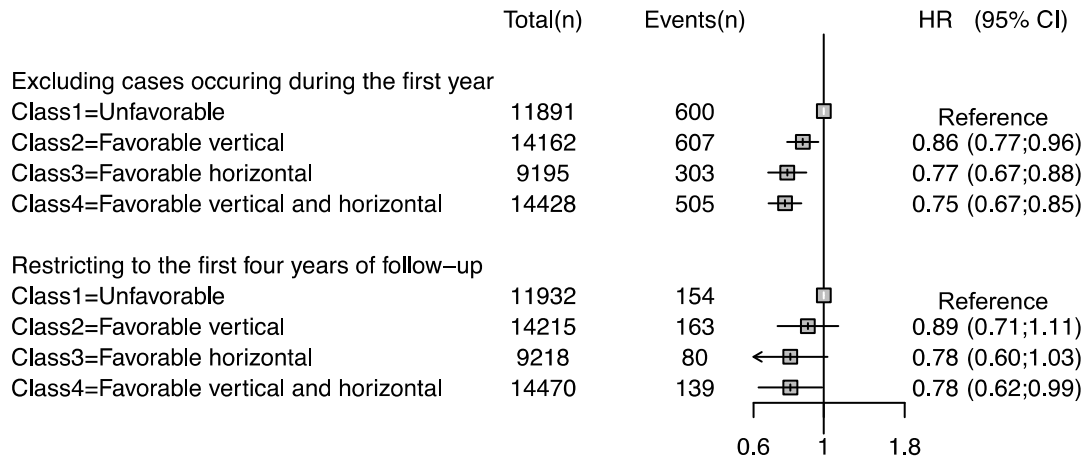 Total(n) Events(n) HR (95% CI)
Excluding cases occuring during the first year
Class1=Unfavorable 11891 600 Reference
Class2=Favorable vertical 14162 607 0.86 (0.77;0.96)
Class3=Favorable horizontal 9195 303 0.77 (0.67;0.88)
Class4=Favorable vertical and horizontal 14428 505 0.75 (0.67;0.85)
Restricting to the first four years of follow−up
Class1=Unfavorable 11932 154 Reference
Class2=Favorable vertical 14215 163 0.89 (0.71;1.11)
Class3=Favorable horizontal 9218 80 0.78 (0.60;1.03)
Class4=Favorable vertical and horizontal 14470 139 0.78 (0.62;0.99)
0.6 1 1.8